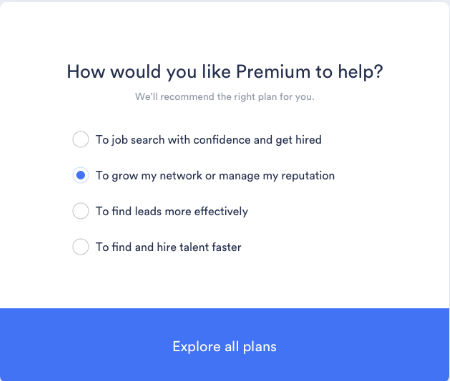 How would you like Premium to help?
We'll recommend the right plan for you.
To job search with confidence and get hired
To grow my network or manage my reputation
To find leads more effectively
To find and hire talent faster
Explore all plans